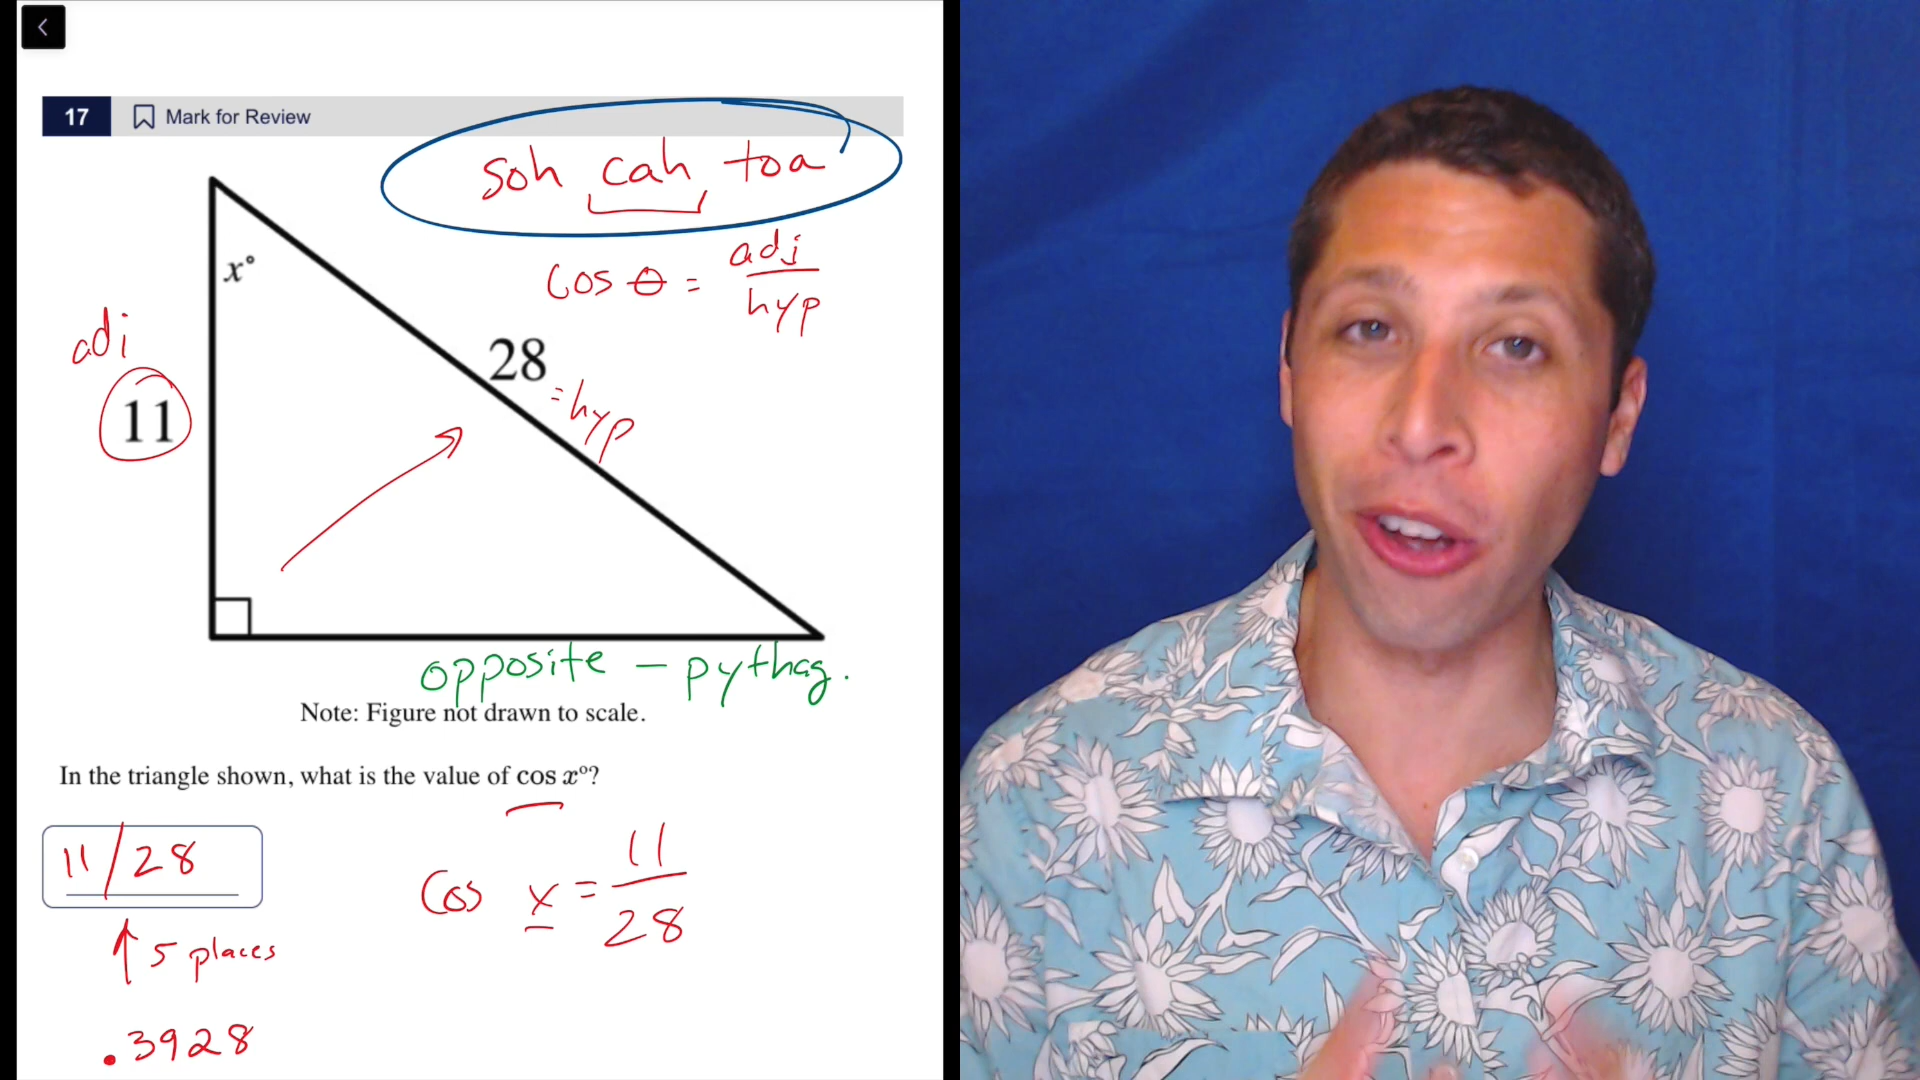 17 Mark for Review
soh cah toa
cos θ = adj/hyp
x°
adj
11
28
= hyp
opposite – pythag.
Note: Figure not drawn to scale.
In the triangle shown, what is the value of cos x°?
11/28
Cos x = 11/28
↑ 5 places
.3928